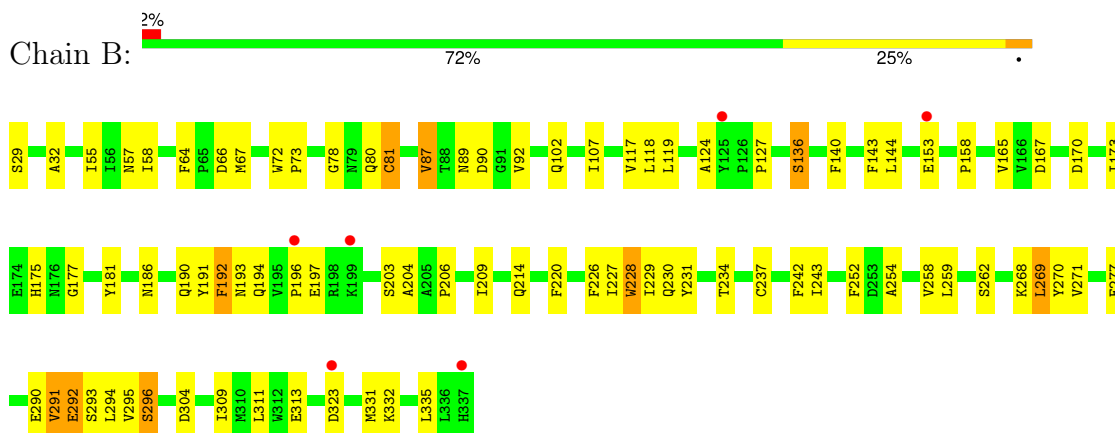 2%
Chain B:
72% 25% •
S29 A32 I55 I56 N57 I58 F64 P65 D66 M67 W72 P73 G78 N79 Q80 C81 V87 T88 N89 D90 G91 V92 Q102 I107 V117 L118 L119 A124 Y125 P126 P127 S136 F140 F143 L144 E153 P158 V165 V166 D167 D170 I173
E174 H175 N176 G177 Y181 N186 Q190 Y191 F192 N193 Q194 V195 P196 E197 R198 K199 S203 A204 A205 P206 I209 Q214 F220 F226 I227 W228 I229 Q230 Y231 T234 C237 F242 I243 F252 D253 A254 V258 L259 S262 K268 L269 Y270 V271 E277
E290 V291 E292 S293 L294 V295 S296 D304 I309 M310 L311 W312 E313 D323 M331 K332 L335 L336 H337